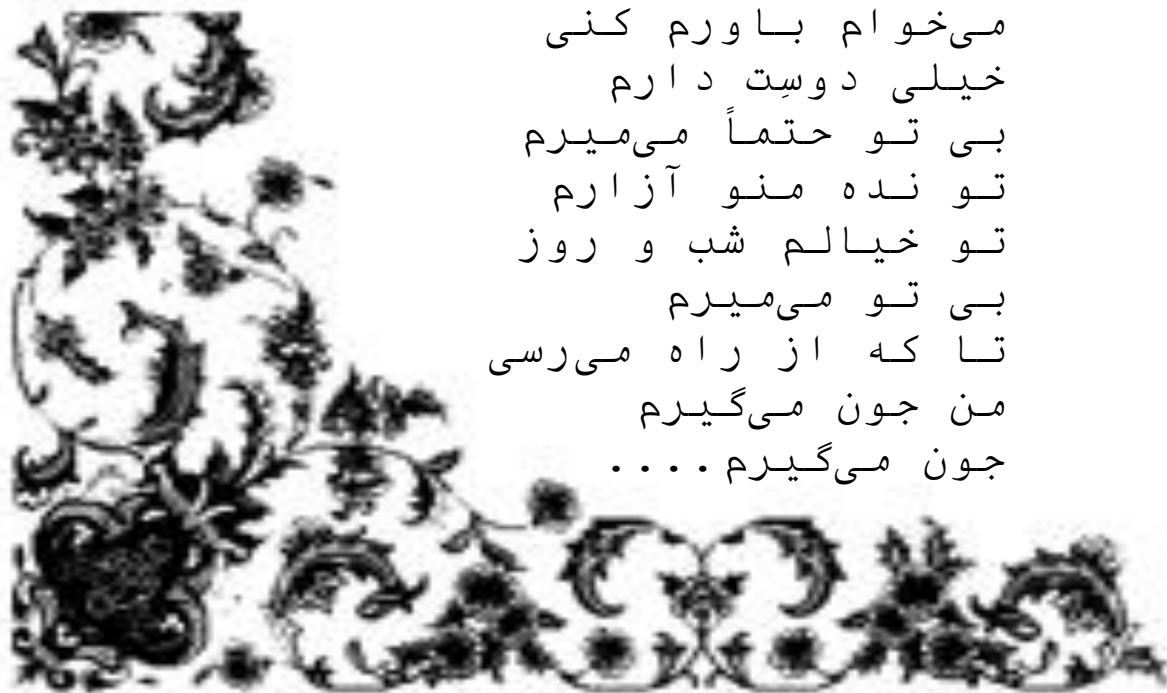 می‌خوام باورم کنی
خیلی دوسِت دارم
بی تو حتماً می‌میرم
تو نده منو آزارم
تو خیالم شب و روز
بی تو می‌میرم
تا که از راه می‌رسی
من جون می‌گیرم
جون می‌گیرم....